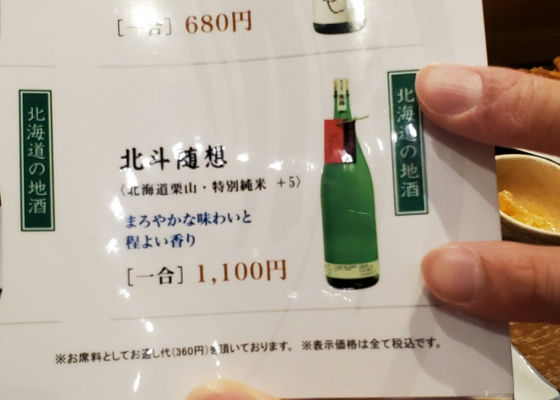 [一合] 680円
北海道の地酒
北海道の地酒
北斗随想
(北海道栗山・特別純米 +5)
まろやかな味わいと
程よい香り
[一合] 1,100円
※お席料としてお通し代(360円)を頂いております。 ※表示価格は全て税込です。